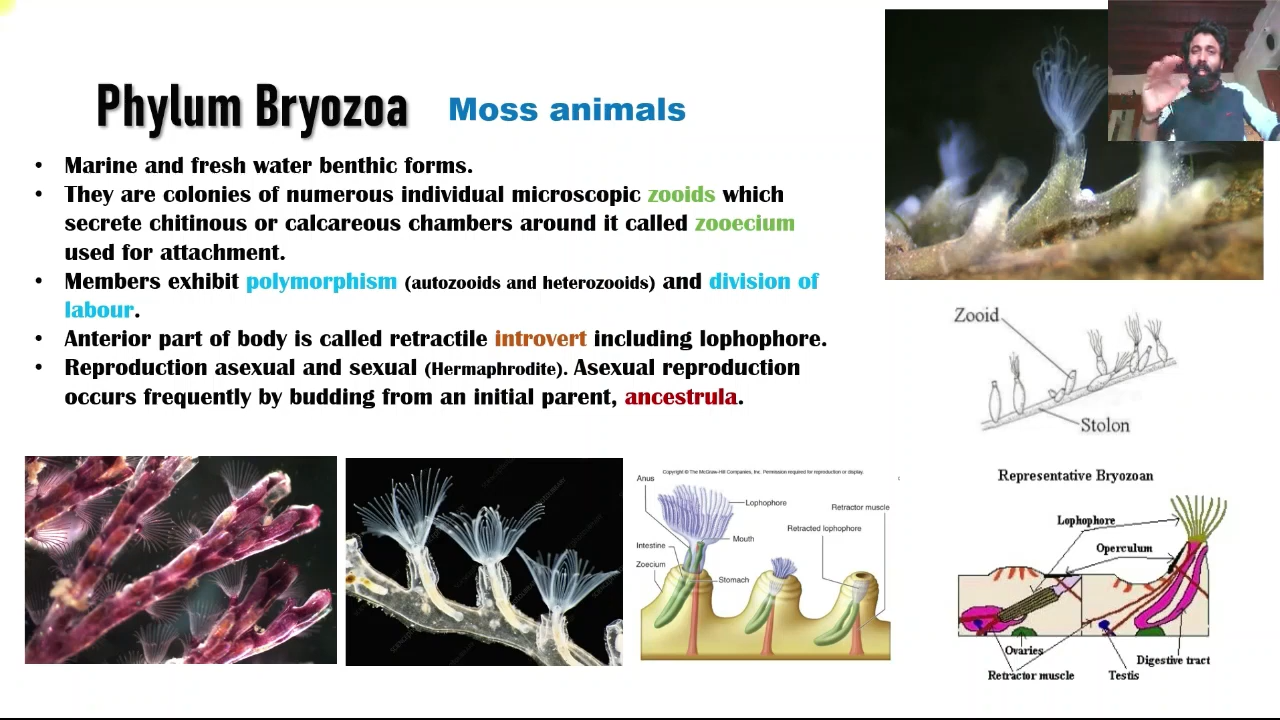 Phylum Bryozoa
Moss animals
• Marine and fresh water benthic forms.
• They are colonies of numerous individual microscopic zooids which
secrete chitinous or calcareous chambers around it called zooecium
used for attachment.
• Members exhibit polymorphism (autozooids and heterozooids) and division of
labour.
• Anterior part of body is called retractile introvert including lophophore.
• Reproduction asexual and sexual (Hermaphrodite). Asexual reproduction
occurs frequently by budding from an initial parent, ancestrula.
Copyright © The McGraw-Hill Companies, Inc. Permission required for reproduction or display.
Anus
Lophophore
Retractor muscle
Retracted lophophore
Mouth
Intestine
Zoecium
Stomach
Zooid
Stolon
Representative Bryozoan
Lophophore
Operculum
Ovaries
Digestive tract
Retractor muscle
Testis